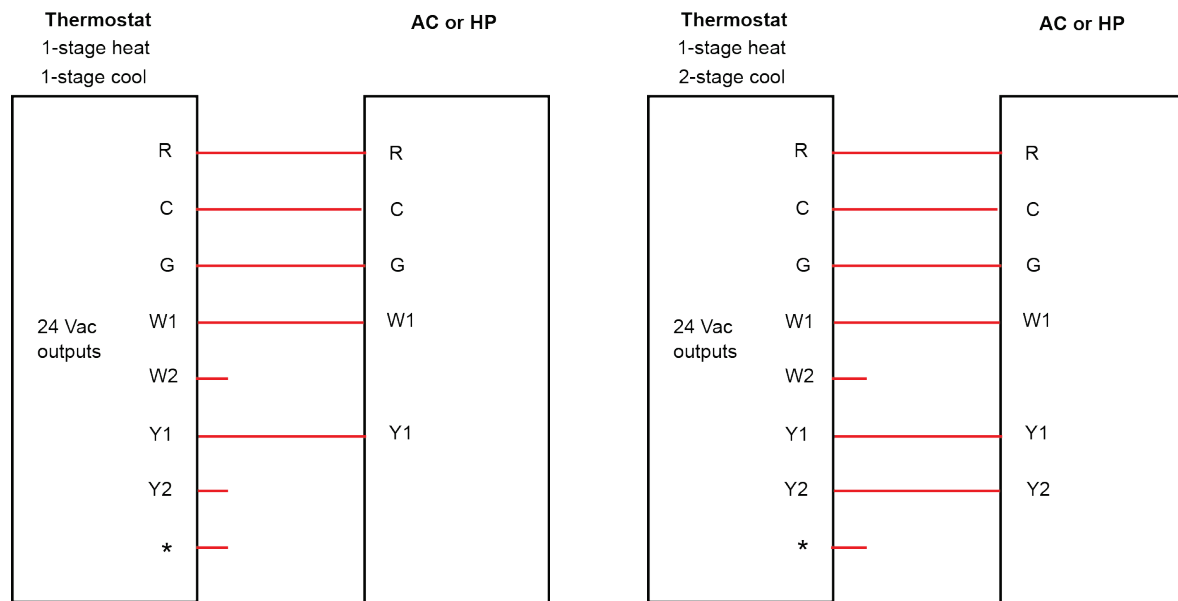 Thermostat
1-stage heat
1-stage cool
AC or HP
R
R
C
C
G
G
24 Vac
outputs
W1
W1
W2
Y1
Y1
Y2
*
Thermostat
1-stage heat
2-stage cool
AC or HP
R
R
C
C
G
G
24 Vac
outputs
W1
W1
W2
Y1
Y1
Y2
Y2
*